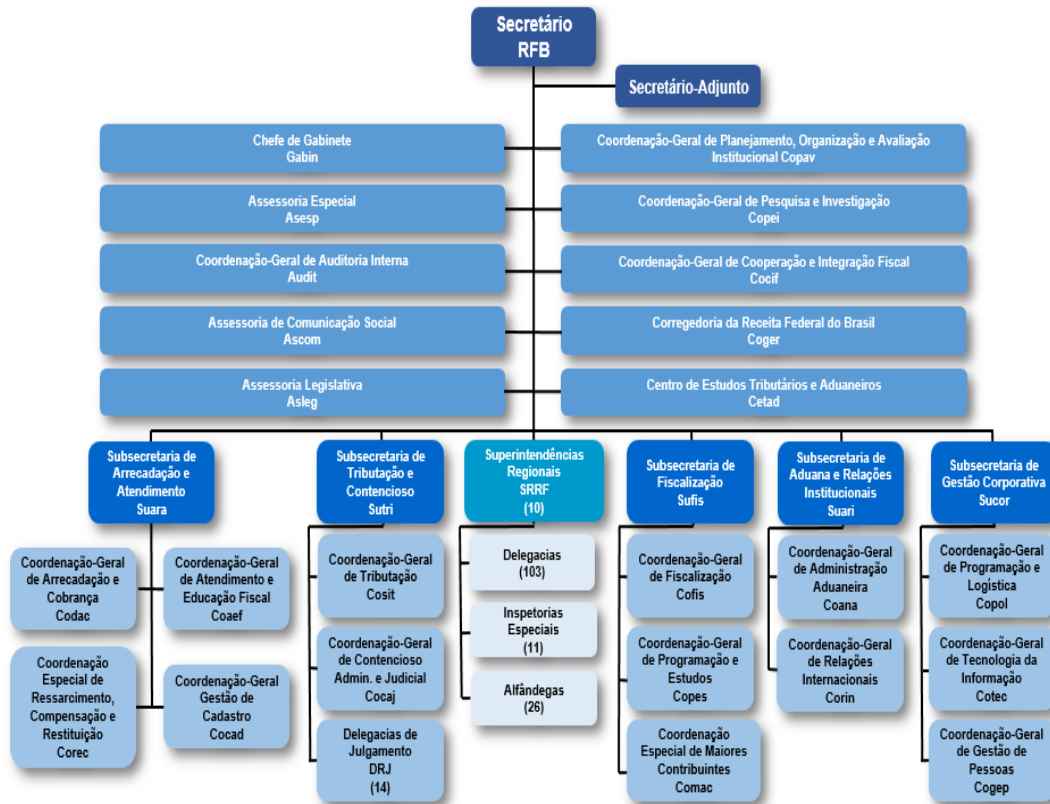 Secretário
RFB
Secretário-Adjunto
Chefe de Gabinete
Gabin
Coordenação-Geral de Planejamento, Organização e Avaliação
Institucional Copav
Assessoria Especial
Asesp
Coordenação-Geral de Pesquisa e Investigação
Copei
Coordenação-Geral de Auditoria Interna
Audit
Coordenação-Geral de Cooperação e Integração Fiscal
Cocif
Assessoria de Comunicação Social
Ascom
Corregedoria da Receita Federal do Brasil
Coger
Assessoria Legislativa
Asleg
Centro de Estudos Tributários e Aduaneiros
Cetad
Subsecretaria de
Arrecadação e
Atendimento
Suara
Coordenação-Geral
de Arrecadação e
Cobrança
Codac
Coordenação-Geral
de Atendimento e
Educação Fiscal
Coaef
Coordenação
Especial de
Ressarcimento,
Compensação e
Restituição
Corec
Coordenação-Geral
Gestão de
Cadastro
Cocad
Subsecretaria de
Tributação e
Contencioso
Sutri
Coordenação-Geral
de Tributação
Cosit
Coordenação-Geral
de Contencioso
Admin. e Judicial
Cocaj
Delegacias de
Julgamento
DRJ
(14)
Superintendências
Regionais
SRRF
(10)
Delegacias
(103)
Inspetorias
Especiais
(11)
Alfândegas
(26)
Subsecretaria de
Fiscalização
Sufis
Coordenação-Geral
de Fiscalização
Cofis
Coordenação-Geral
de Programação e
Estudos
Copes
Coordenação
Especial de Maiores
Contribuintes
Comac
Subsecretaria de
Aduana e Relações
Institucionais
Suari
Coordenação-Geral
de Administração
Aduaneira
Coana
Coordenação-Geral
de Relações
Internacionais
Corin
Subsecretaria de
Gestão Corporativa
Sucor
Coordenação-Geral
de Programação e
Logística
Copol
Coordenação-Geral
de Tecnologia da
Informação
Cotec
Coordenação-Geral
de Gestão de
Pessoas
Cogep